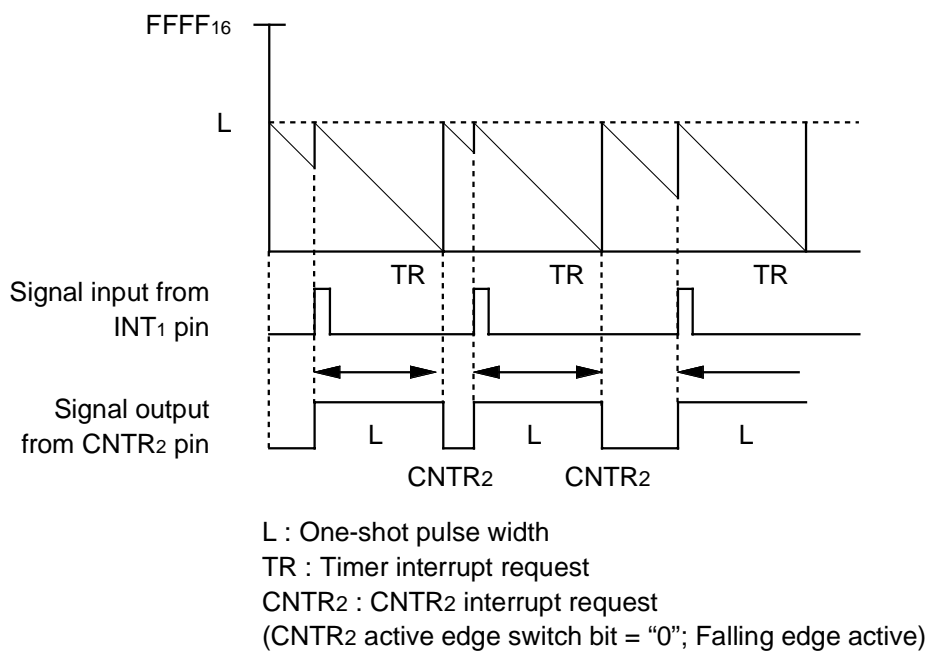 FFFF16
L
TR TR TR
Signal input from
INT1 pin
Signal output
from CNTR2 pin
L L L
CNTR2 CNTR2
L : One-shot pulse width
TR : Timer interrupt request
CNTR2 : CNTR2 interrupt request
(CNTR2 active edge switch bit = “0”; Falling edge active)